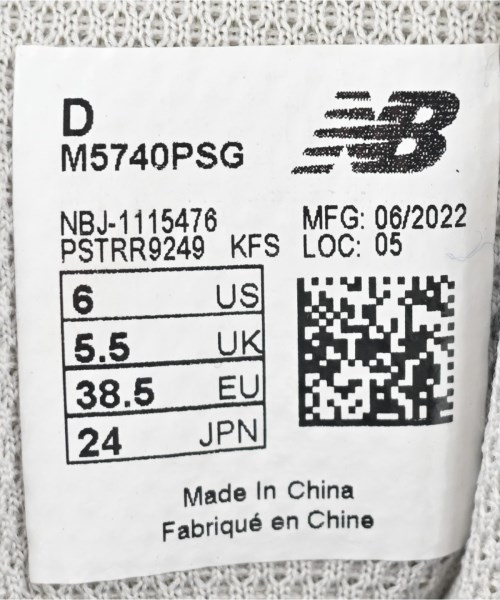 D
M5740PSG
NB
NBJ-1115476
PSTRR9249 KFS
MFG: 06/2022
LOC: 05
6 US
5.5 UK
38.5 EU
24 JPN
Made In China
Fabriqué en Chine